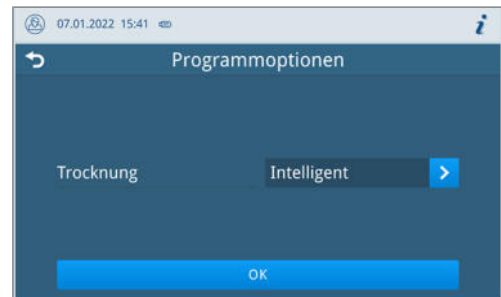 07.01.2022 15:41
i
Programmoptionen
Trocknung Intelligent
OK